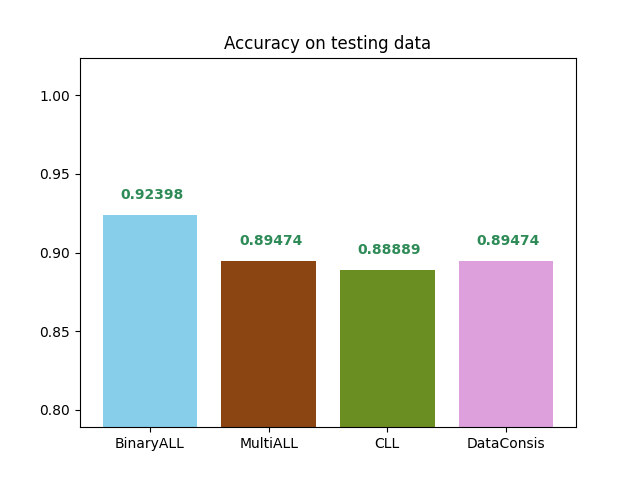 Accuracy on testing data
1.00
0.95
0.90
0.85
0.80
0.92398
0.89474
0.88889
0.89474
BinaryALL
MultiALL
CLL
DataConsis